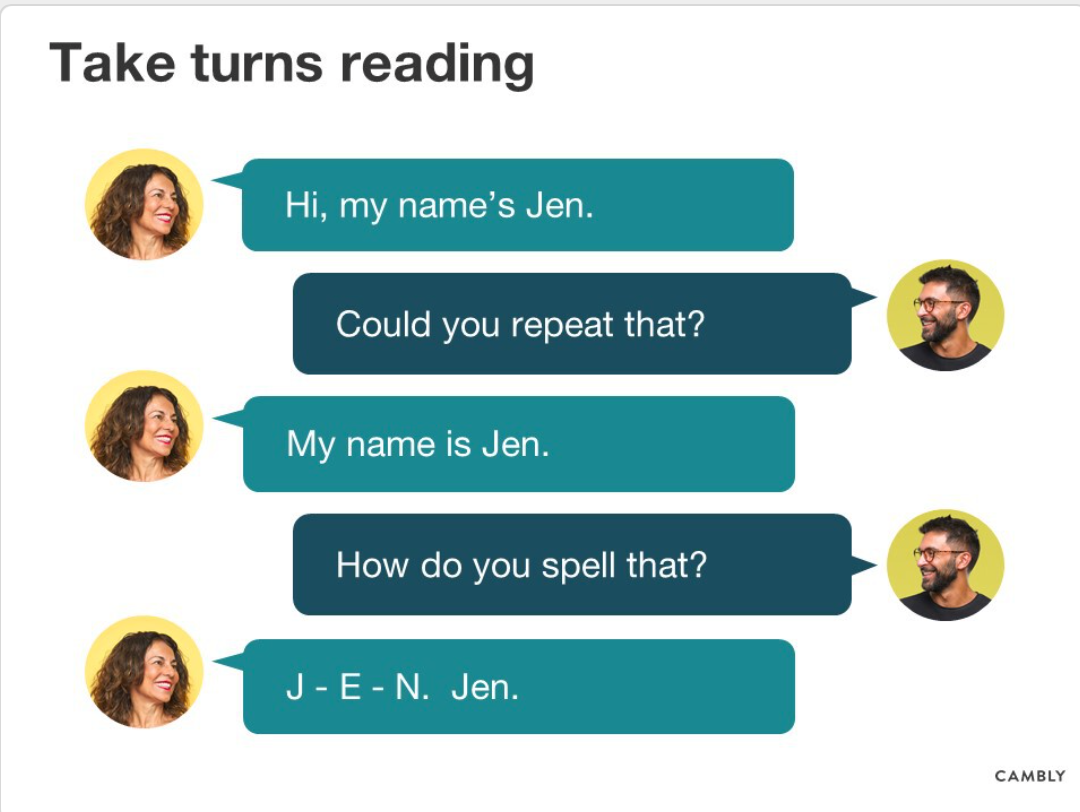 Take turns reading
Hi, my name’s Jen.
Could you repeat that?
My name is Jen.
How do you spell that?
J - E - N.  Jen.
CAMBLY